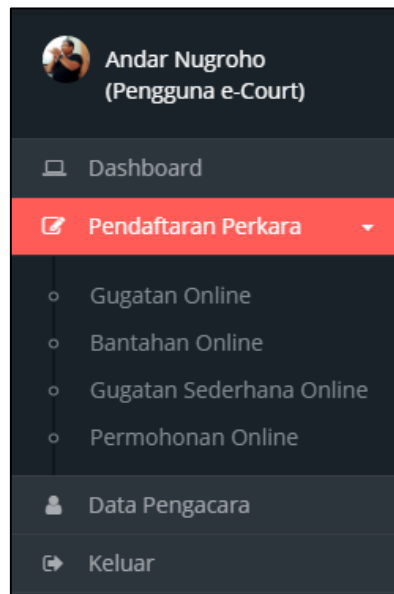 Andar Nugroho
(Pengguna e-Court)
Dashboard
Pendaftaran Perkara
Gugatan Online
Bantahan Online
Gugatan Sederhana Online
Permohonan Online
Data Pengacara
Keluar